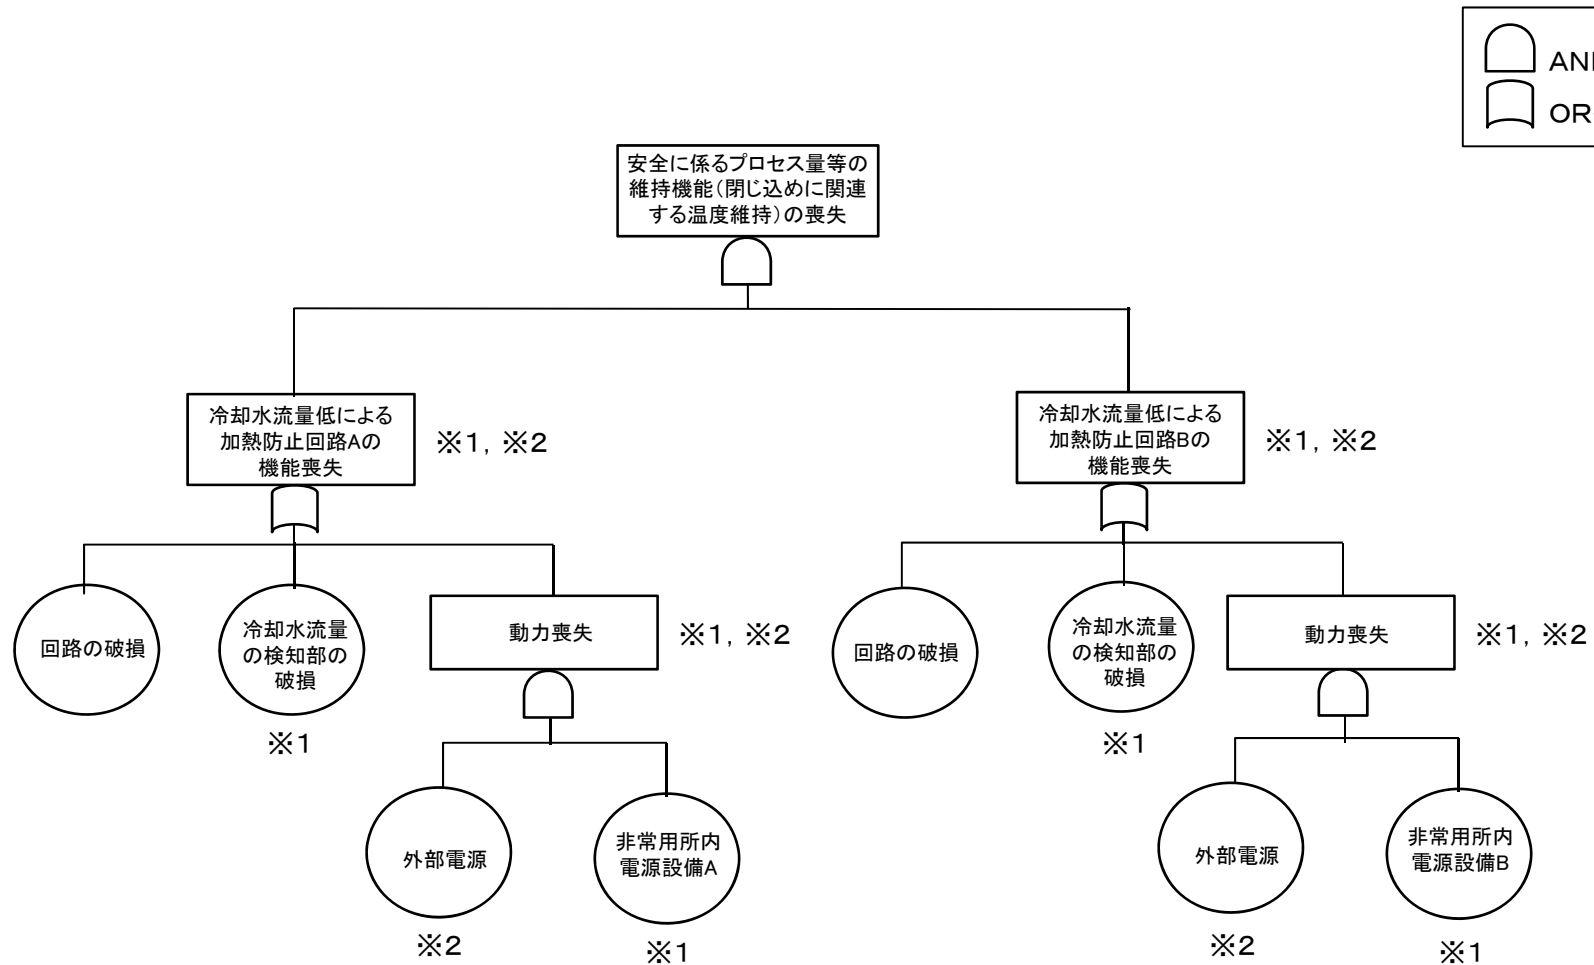 AN
OR
安全に係るプロセス量等の
維持機能（閉じ込めに関連
する温度維持）の喪失
冷却水流量低による
加熱防止回路Aの
機能喪失
※1，※2
冷却水流量低による
加熱防止回路Bの
機能喪失
※1，※2
回路の破損
冷却水流量
の検知部の
破損
※1
動力喪失
※1，※2
回路の破損
冷却水流量
の検知部の
破損
※1
動力喪失
※1，※2
外部電源
※2
非常用所内
電源設備A
※1
外部電源
※2
非常用所内
電源設備B
※1